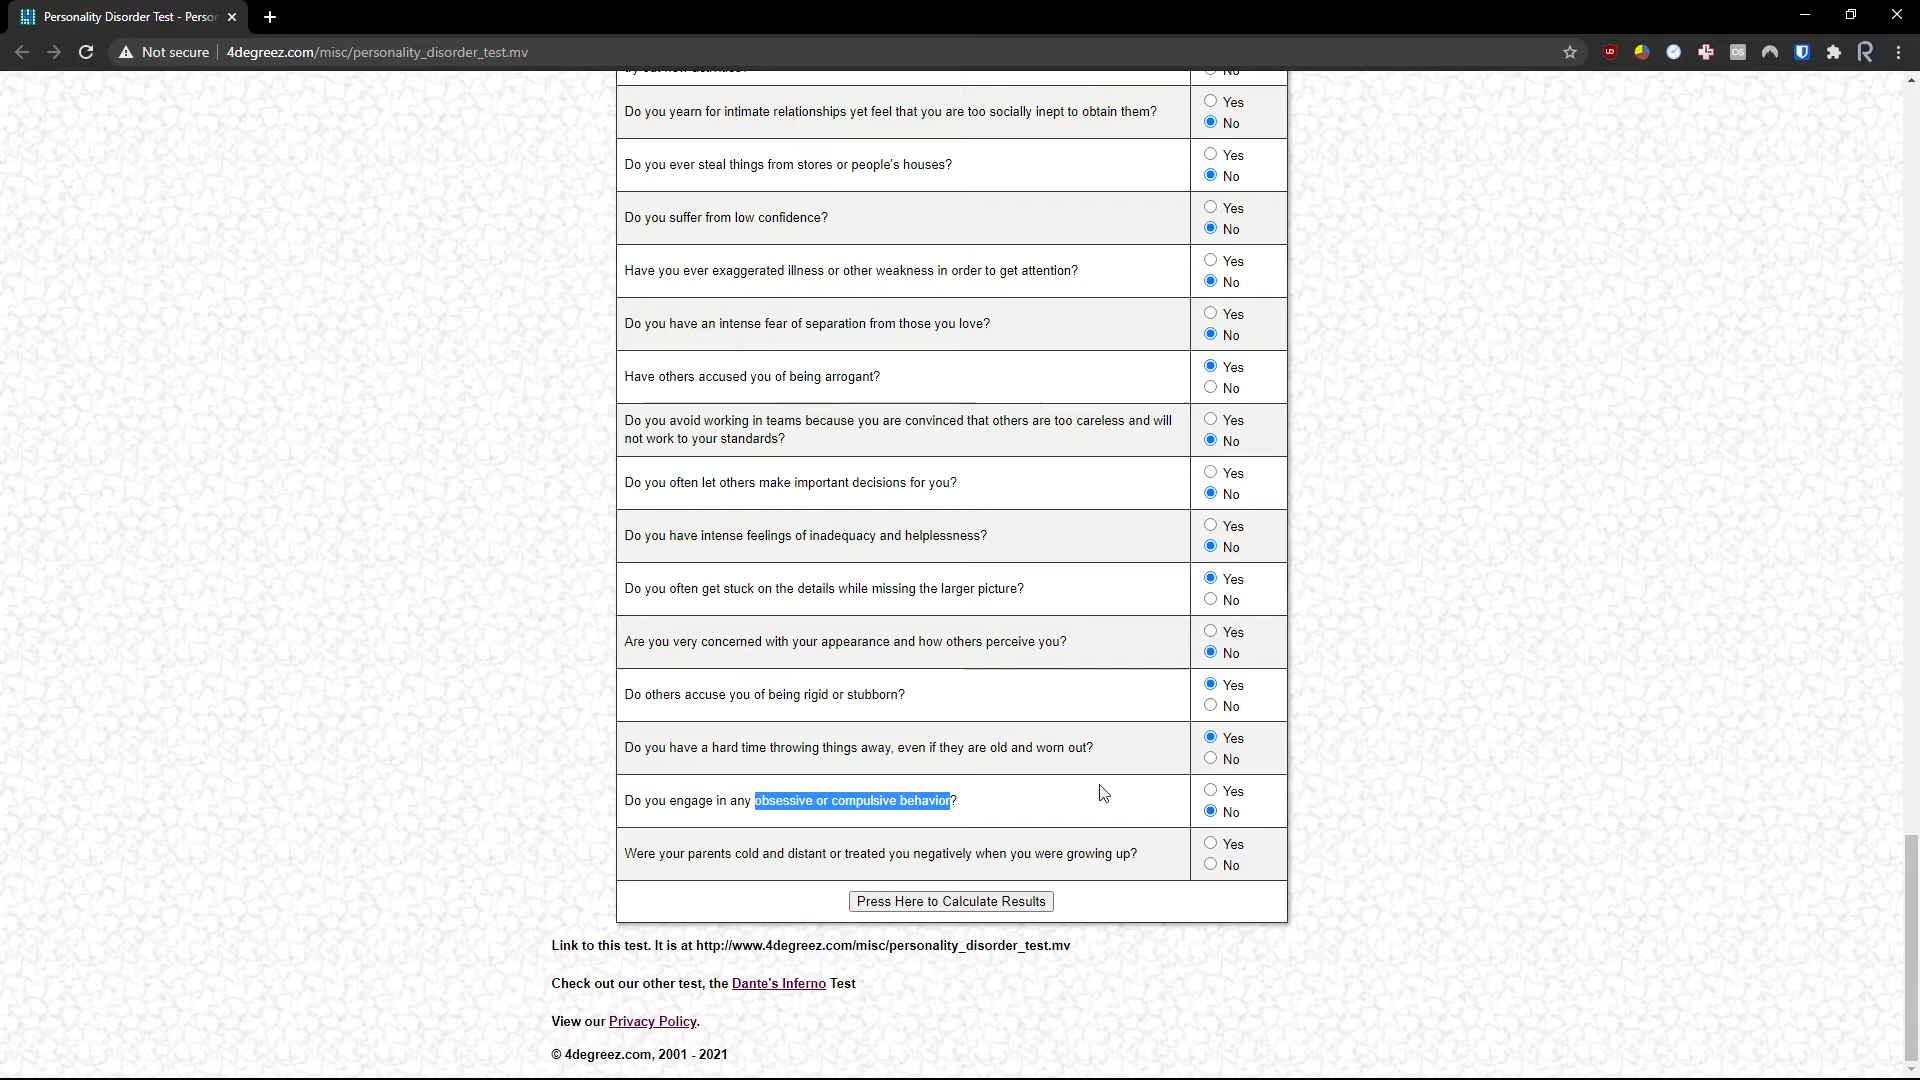 Personality Disorder Test - Perso
Not secure
4degreez.com/misc/personality_disorder_test.mv
No
Do you yearn for intimate relationships yet feel that you are too socially inept to obtain them?
Yes
No
Do you ever steal things from stores or people's houses?
Yes
No
Do you suffer from low confidence?
Yes
No
Have you ever exaggerated illness or other weakness in order to get attention?
Yes
No
Do you have an intense fear of separation from those you love?
Yes
No
Have others accused you of being arrogant?
Yes
No
Do you avoid working in teams because you are convinced that others are too careless and will
not work to your standards?
Yes
No
Do you often let others make important decisions for you?
Yes
No
Do you have intense feelings of inadequacy and helplessness?
Yes
No
Do you often get stuck on the details while missing the larger picture?
Yes
No
Are you very concerned with your appearance and how others perceive you?
Yes
No
Do others accuse you of being rigid or stubborn?
Yes
No
Do you have a hard time throwing things away, even if they are old and worn out?
Yes
No
Do you engage in any obsessive or compulsive behavior?
Yes
No
Were your parents cold and distant or treated you negatively when you were growing up?
Yes
No
Press Here to Calculate Results
Link to this test. It is at http://www.4degreez.com/misc/personality_disorder_test.mv
Check out our other test, the Dante's Inferno Test
View our Privacy Policy.
© 4degreez.com, 2001 - 2021